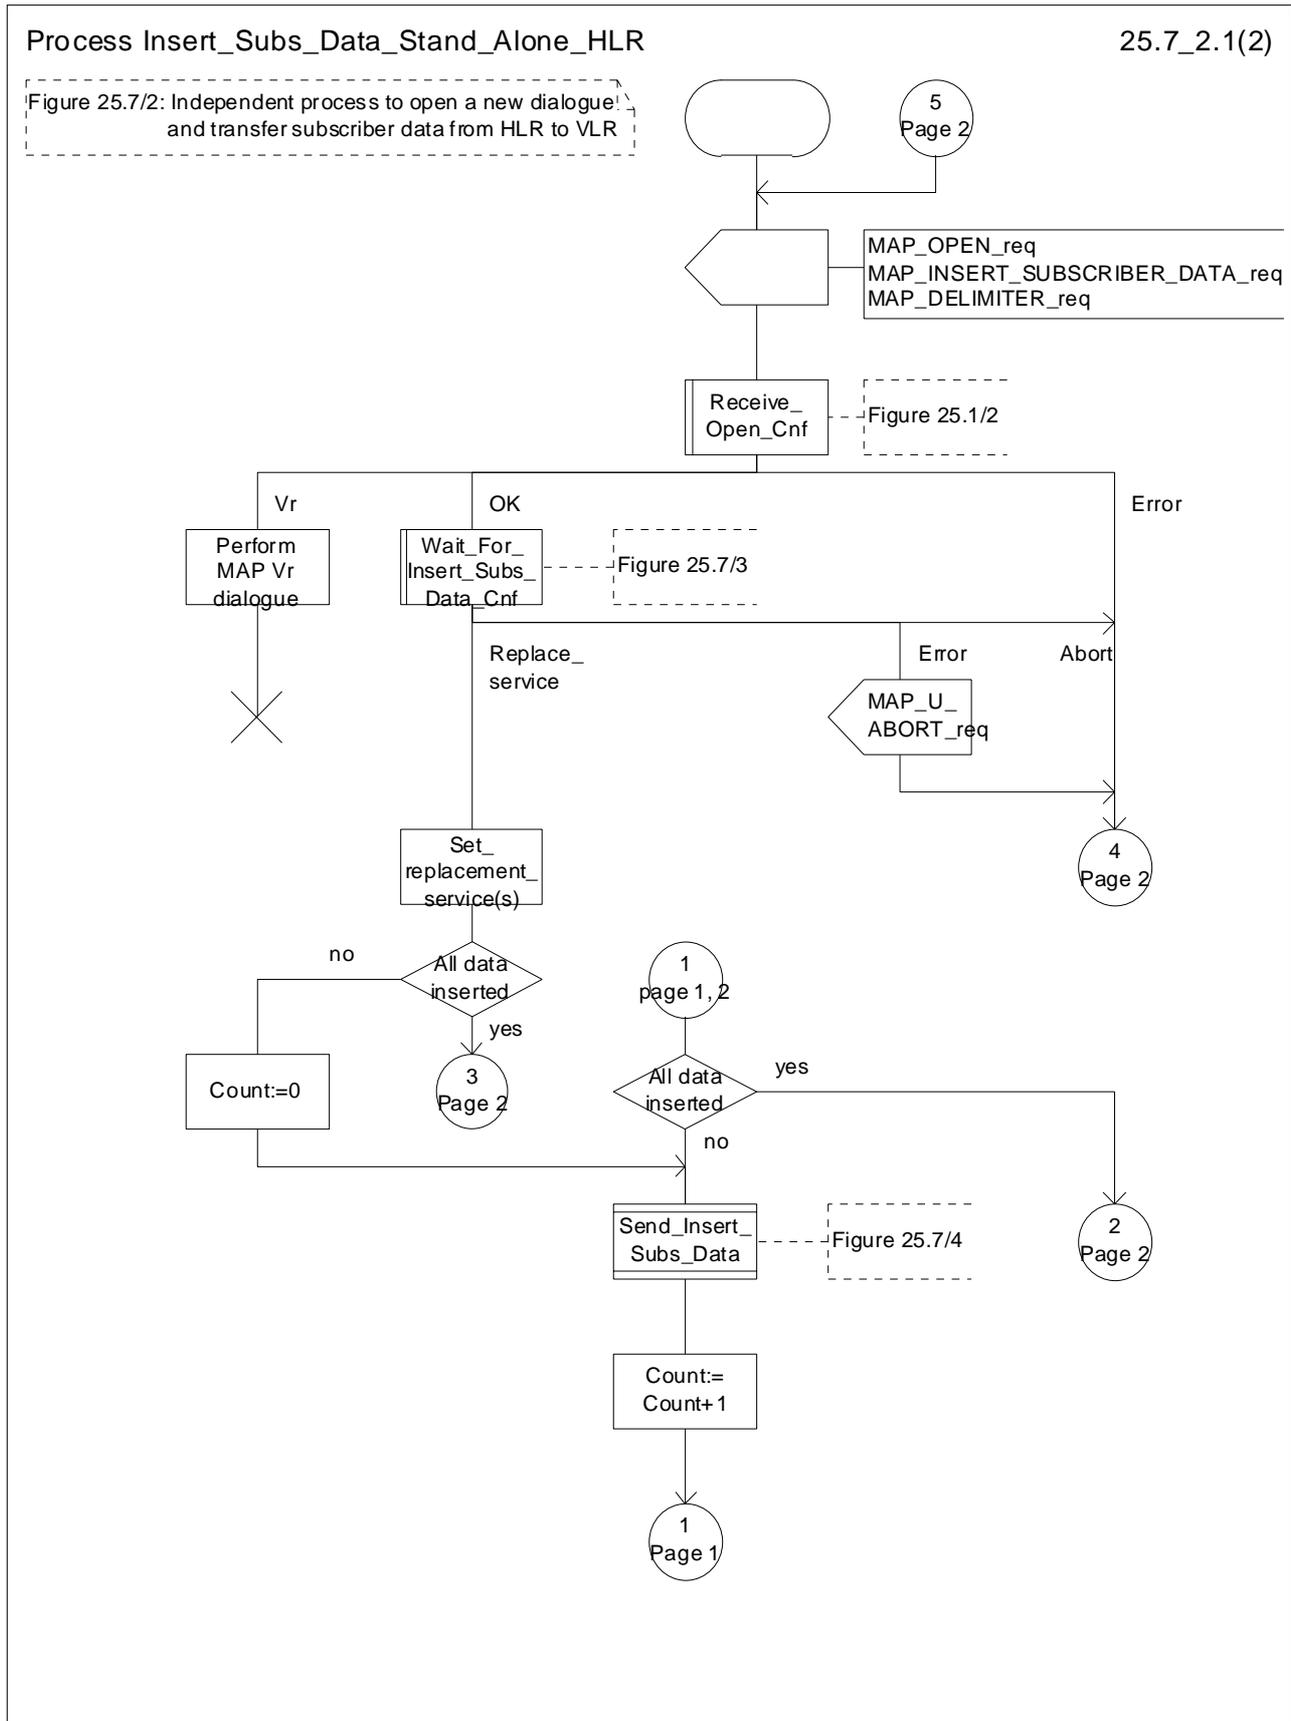 Process Insert_Subs_Data_Stand_Alone_HLR
25.7_2.1(2)
Figure 25.7/2: Independent process to open a new dialogue
and transfer subscriber data from HLR to VLR
5
Page 2
MAP_OPEN_req
MAP_INSERT_SUBSCRIBER_DATA_req
MAP_DELIMITER_req
Receive_
Open_Cnf
Figure 25.1/2
Vr
OK
Error
Perform
MAP Vr
dialogue
Wait_For_
Insert_Subs_
Data_Cnf
Figure 25.7/3
Replace_
service
Error
Abort
MAP_U_
ABORT_req
Set_
replacement_
service(s)
4
Page 2
no
All data
inserted
yes
1
page 1, 2
Count:=0
3
Page 2
All data
inserted
yes
no
Send_Insert_
Subs_Data
Figure 25.7/4
2
Page 2
Count:=
Count+1
1
Page 1